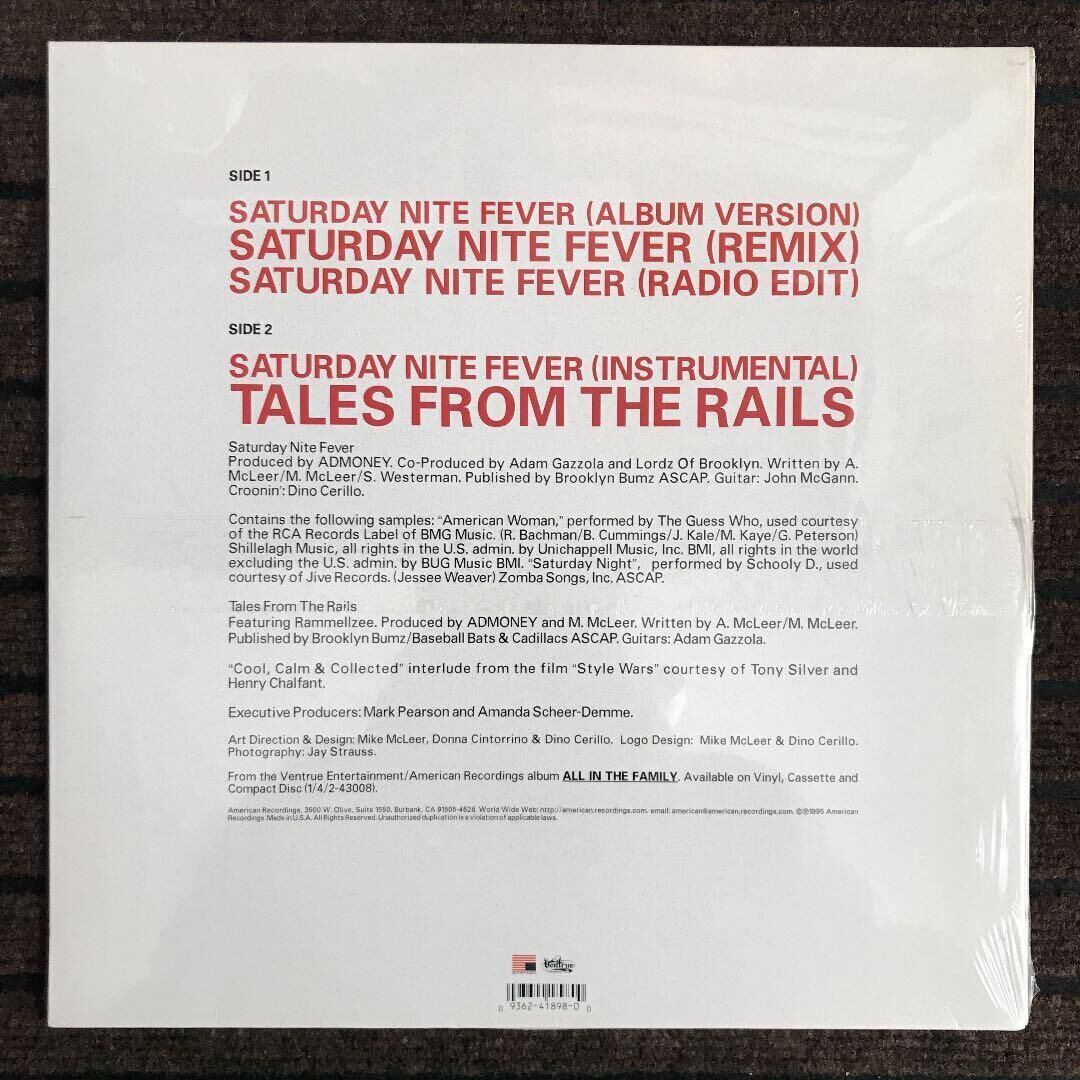 SIDE 1
SATURDAY NITE FEVER (ALBUM VERSION)
SATURDAY NITE FEVER (REMIX)
SATURDAY NITE FEVER (RADIO EDIT)
SIDE 2
SATURDAY NITE FEVER (INSTRUMENTAL)
TALES FROM THE RAILS
Saturday Nite Fever
Produced by ADMONEY. Co-Produced by Adam Gazzola and Lordz Of Brooklyn. Written by A.
McLeer/M. McLeer/S. Westerman. Published by Brooklyn Bumz ASCAP. Guitar: John McGann.
Croonin': Dino Cerillo.
Contains the following samples: "American Woman," performed by The Guess Who, used courtesy
of the RCA Records Label of BMG Music. (R. Bachman/B. Cummings/J. Kale/M. Kaye/G. Peterson)
Shillelagh Music, all rights in the U.S. admin. by Unichappell Music, Inc. BMI, all rights in the world
excluding the U.S. admin. by BUG Music BMI. "Saturday Night", performed by Schooly D., used
courtesy of Jive Records. (Jessee Weaver) Zomba Songs, Inc. ASCAP.
Tales From The Rails
Featuring Rammellzee. Produced by ADMONEY and M. McLeer. Written by A. McLeer/M. McLeer.
Published by Brooklyn Bumz/Baseball Bats & Cadillacs ASCAP. Guitars: Adam Gazzola.
"Cool, Calm & Collected" interlude from the film "Style Wars" courtesy of Tony Silver and
Henry Chalfant.
Executive Producers: Mark Pearson and Amanda Scheer-Demme.
Art Direction & Design: Mike McLeer, Donna Cintorrino & Dino Cerillo. Logo Design: Mike McLeer & Dino Cerillo.
Photography: Jay Strauss.
From the Ventrue Entertainment/American Recordings album ALL IN THE FAMILY. Available on Vinyl, Cassette and
Compact Disc (1/4/2-43008).
American Recordings, 3500 W. Olive, Suite 1550, Burbank, CA 91505-4628. World Wide Web: http://american.recordings.com. email: american@american.recordings.com. ©℗1995 American
Recordings. Made in U.S.A. All Rights Reserved. Unauthorized duplication is a violation of applicable laws.
american Ventrue
0 9362-41898-0 0